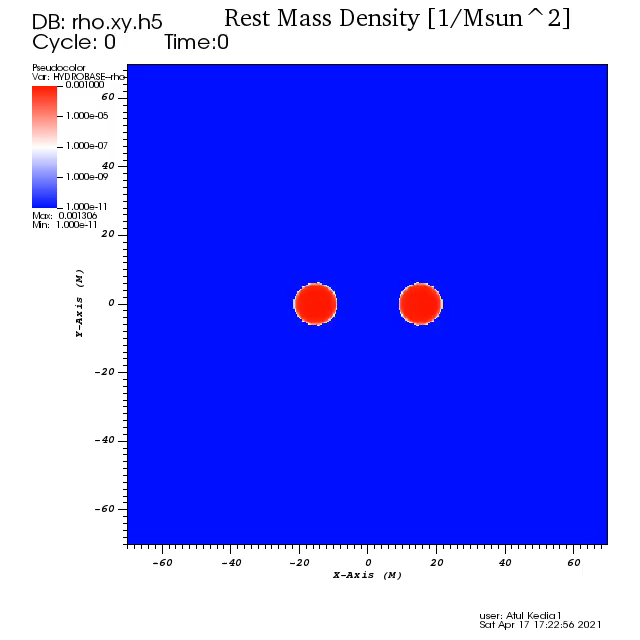 DB: rho.xy.h5
Rest Mass Density [1/Msun^2]
Cycle: 0 Time:0
Pseudocolor
Var: HYDROBASE-rho
0.001000
1.000e-05
1.000e-07
1.000e-09
1.000e-11
Max: 0.001306
Min: 1.000e-11
60
40
20
0
-20
-40
-60
Y-Axis (M)
-60 -40 -20 0 20 40 60
X-Axis (M)
user: Atul Kedia1
Sat Apr 17 17:22:56 2021